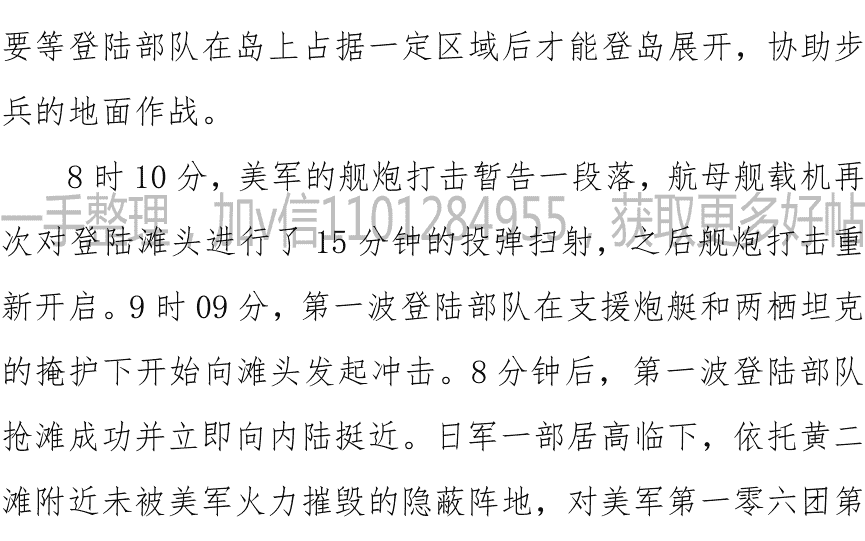 要等登陆部队在岛上占据一定区域后才能登岛展开，协助步
兵的地面作战。
8时10分，美军的舰炮打击暂告一段落，航母舰载机再
一手整理，加v信1101284955，获取更多好帖
次对登陆滩头进行了15分钟的投弹扫射，之后舰炮打击重
新开启。9时09分，第一波登陆部队在支援炮艇和两栖坦克
的掩护下开始向滩头发起冲击。8分钟后，第一波登陆部队
抢滩成功并立即向内陆挺近。日军一部居高临下，依托黄二
滩附近未被美军火力摧毁的隐蔽阵地，对美军第一零六团第